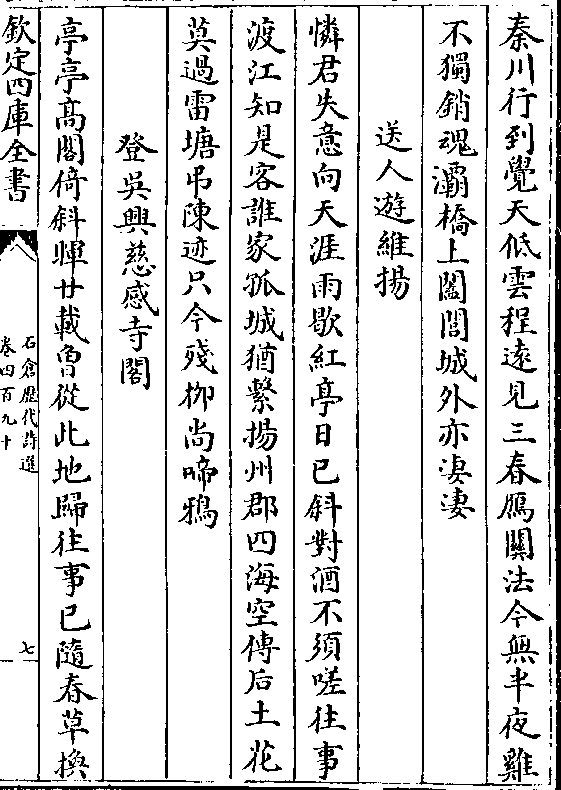 秦川行到覺天低雲程遠見三春鴈關法今無半夜雞
不獨銷魂灞橋上闔閭城外亦淒淒
送人遊維揚
憐君失意向天涯雨歇紅亭日已斜對酒不須嗟往事
渡江知是客誰家孤城猶繫揚州郡四海空傳后土花
莫過雷塘弔陳迹只今殘栁尚啼鴉
登吳興慈感寺閣
亭亭髙閣倚斜暉廿載曾從此地歸往事已隨春草換
欽定四庫全書
石倉歷代詩選
卷四百九十
七